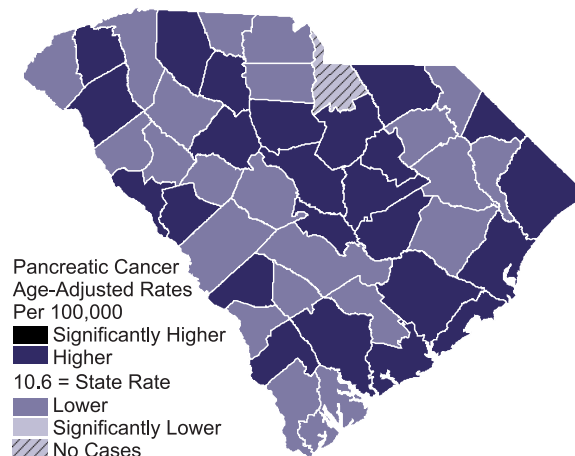 Pancreatic Cancer
Age-Adjusted Rates
Per 100,000
Significantly Higher
Higher
10.6 = State Rate
Lower
Significantly Lower
No Cases